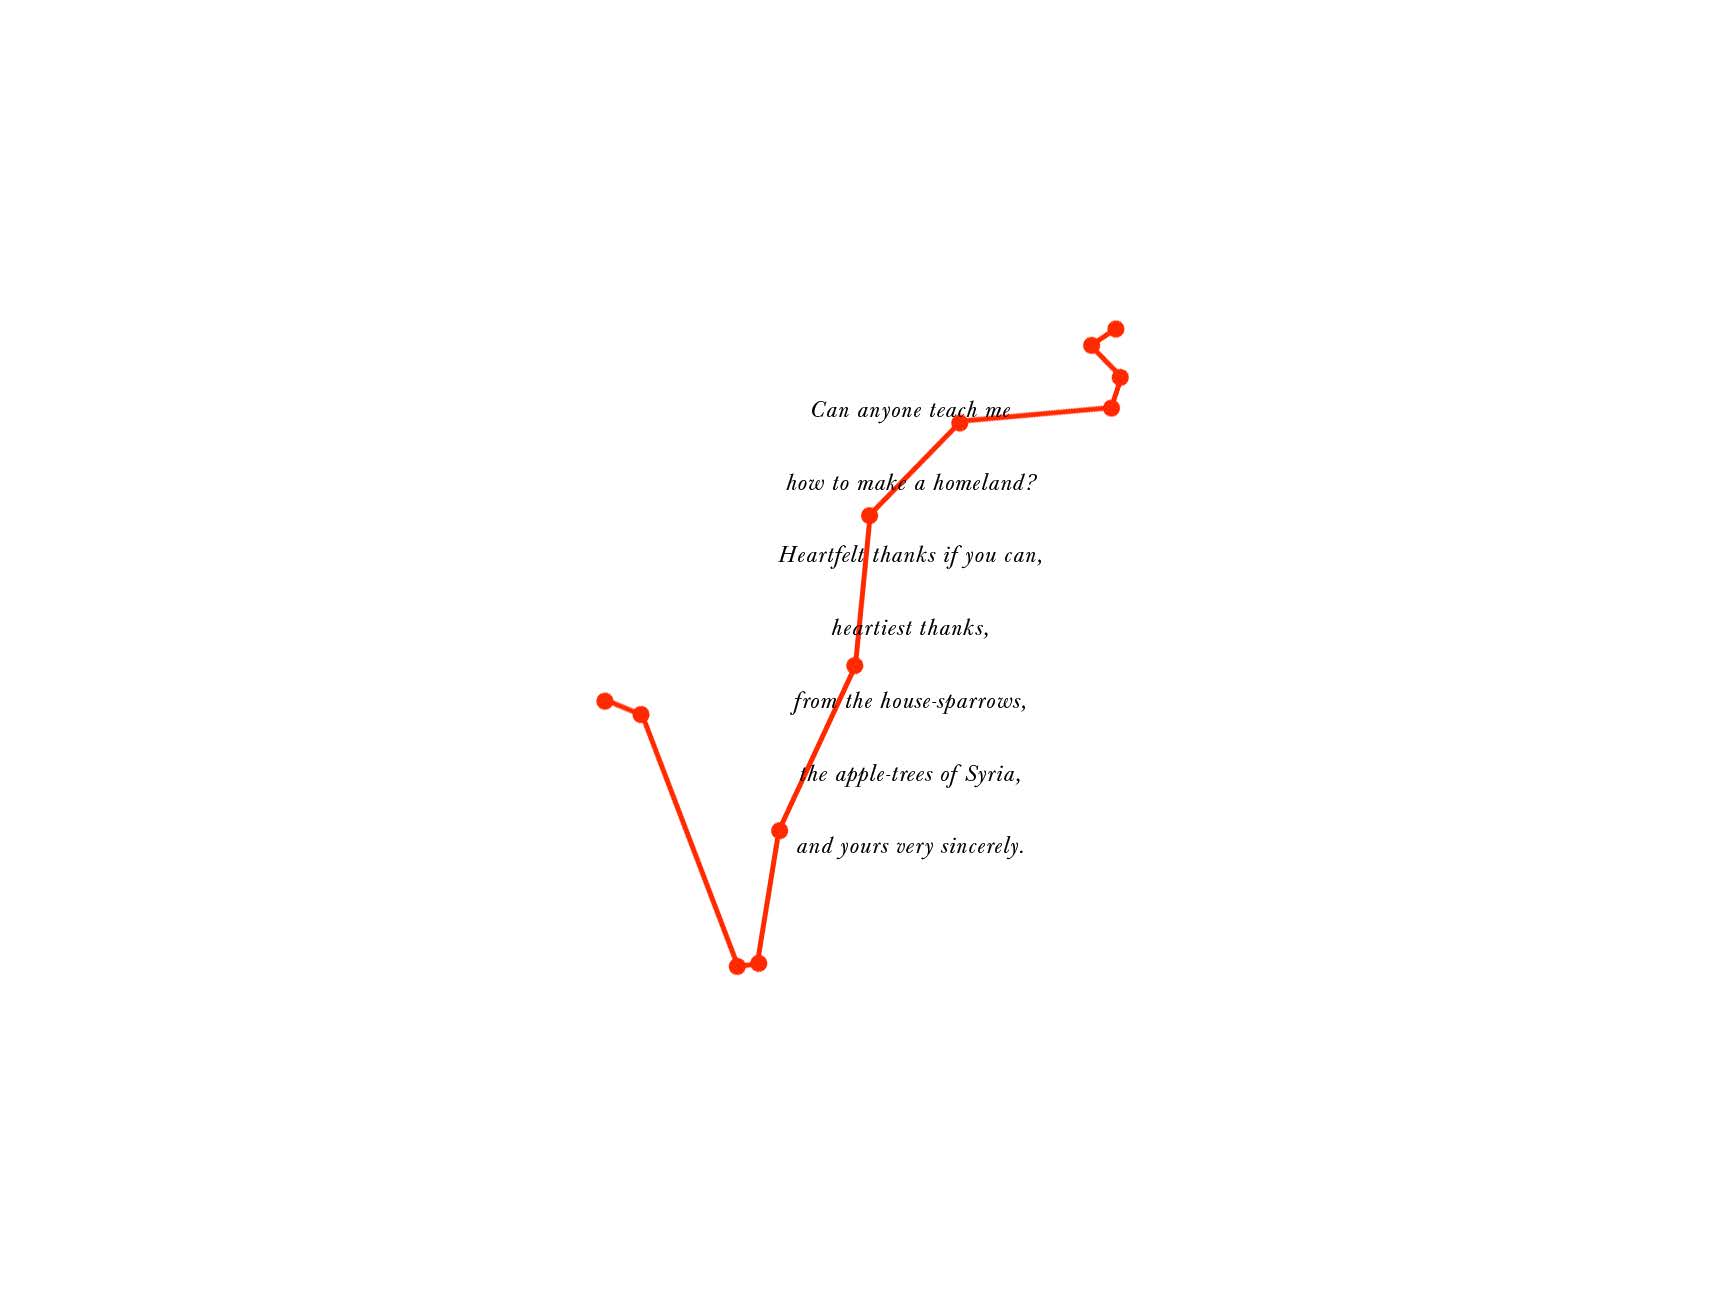 Can anyone teach me
how to make a homeland?
Heartfelt thanks if you can,
heartiest thanks,
from the house-sparrows,
the apple-trees of Syria,
and yours very sincerely.